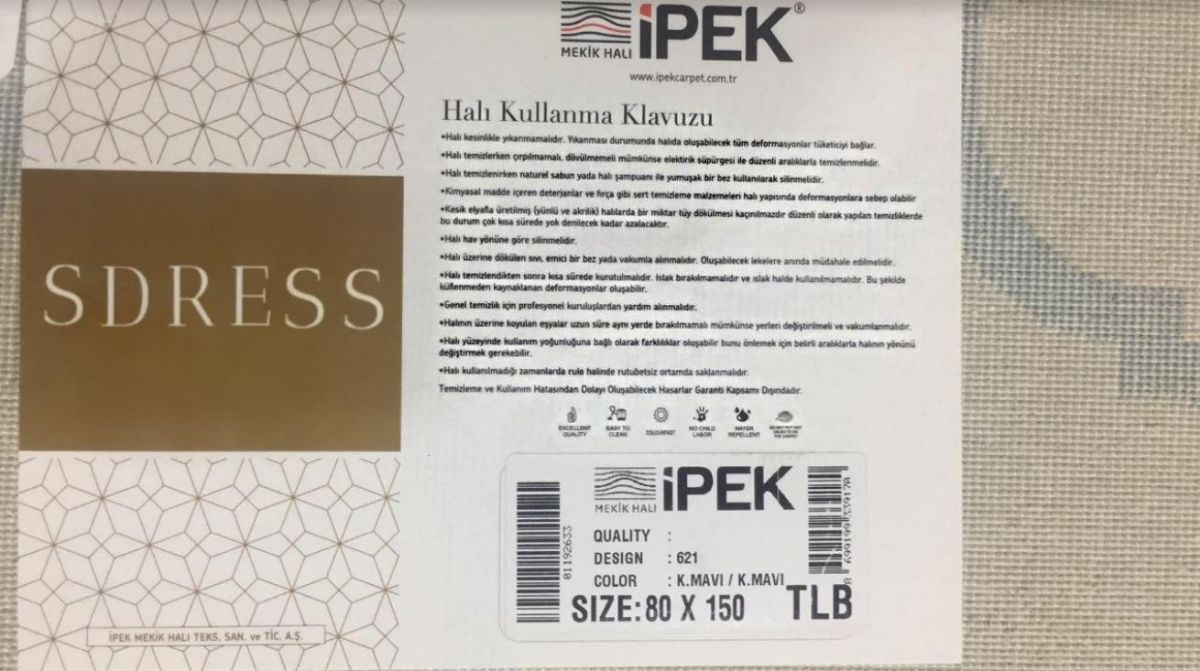 MEKİK HALI İPEK®
www.ipekcarpet.com.tr
Halı Kullanma Klavuzu
•Halı kesinlikle yıkanmamalıdır. Yıkanması durumunda halıda oluşabilecek tüm deformasyonlar tüketiciyi bağlar.
•Halı temizlerken çırpılmamalı, dövülmemeli mümkünse elektirik süpürgesi ile düzenli aralıklarla temizlenmelidir.
•Halı temizlenirken naturel sabun yada halı şampuanı ile yumuşak bir bez kullanılarak silinmelidir.
•Kimyasal madde içeren deterjanlar ve fırça gibi sert temizleme malzemeleri halı yapısında deformasyonlara sebep olabilir
•Kesik elyafla üretilmiş (yünlü ve akrilik) halılarda bir miktar tüy dökülmesi kaçınılmazdır düzenli olarak yapılan temizliklerde
bu durum çok kısa sürede yok denilecek kadar azalacaktır.
•Halı hav yönüne göre silinmelidir.
•Halı üzerine dökülen sıvı, emici bir bez yada vakumla alınmalıdır. Oluşabilecek lekelere anında müdahale edilmelidir.
•Halı temizlendikten sonra kısa sürede kurutulmalıdır. Islak bırakılmamalıdır ve ıslak halde kullanılmamalıdır. Bu şekilde
küflenmeden kaynaklanan deformasyonlar oluşabilir.
•Genel temizlik için profesyonel kuruluşlardan yardım alınmalıdır.
•Halının üzerine koyulan eşyalar uzun süre aynı yerde bırakılmamalı mümkünse yerleri değiştirilmeli ve vakumlanmalıdır.
•Halı yüzeyinde kullanım yoğunluğuna bağlı olarak farklılıklar oluşabilir bunu önlemek için belirli aralıklarla halının yönünü
değiştirmek gerekebilir.
•Halı kullanılmadığı zamanlarda rulo halinde rutubetsiz ortamda saklanmalıdır.
Temizleme ve Kullanım Hatasından Dolayı Oluşabilecek Hasarlar Garanti Kapsamı Dışındadır.
EXCELLENT QUALITY
EASY TO CLEAN
COLOURFAST
NO CHILD LABOR
WATER REPELLENT
SDRESS
İPEK MEKİK HALI TEKS. SAN. ve TİC. A.Ş.
MEKİK HALI İPEK
QUALITY :
DESIGN : 621
COLOR : K.MAVI / K.MAVI
SIZE: 80 X 150 TLB
01192633